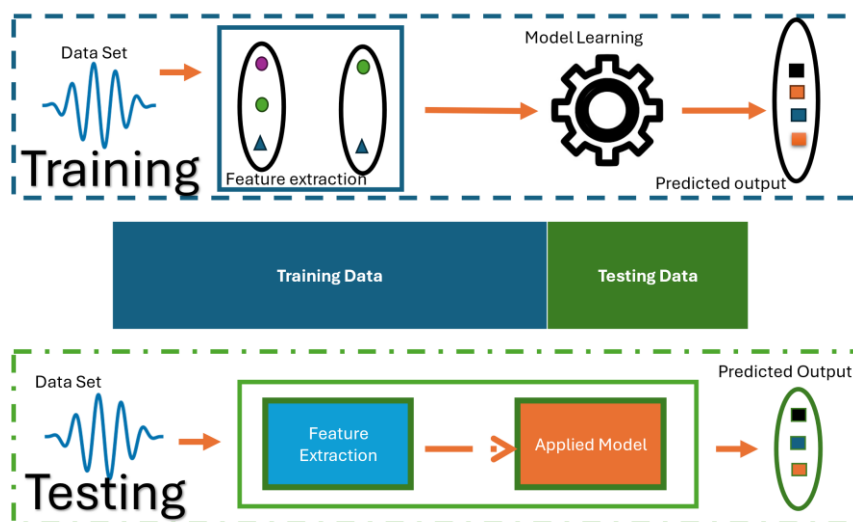 Data Set
Model Learning
Training
Feature extraction
Predicted output
Training Data
Testing Data
Data Set
Predicted Output
Feature
Extraction
Applied Model
Testing